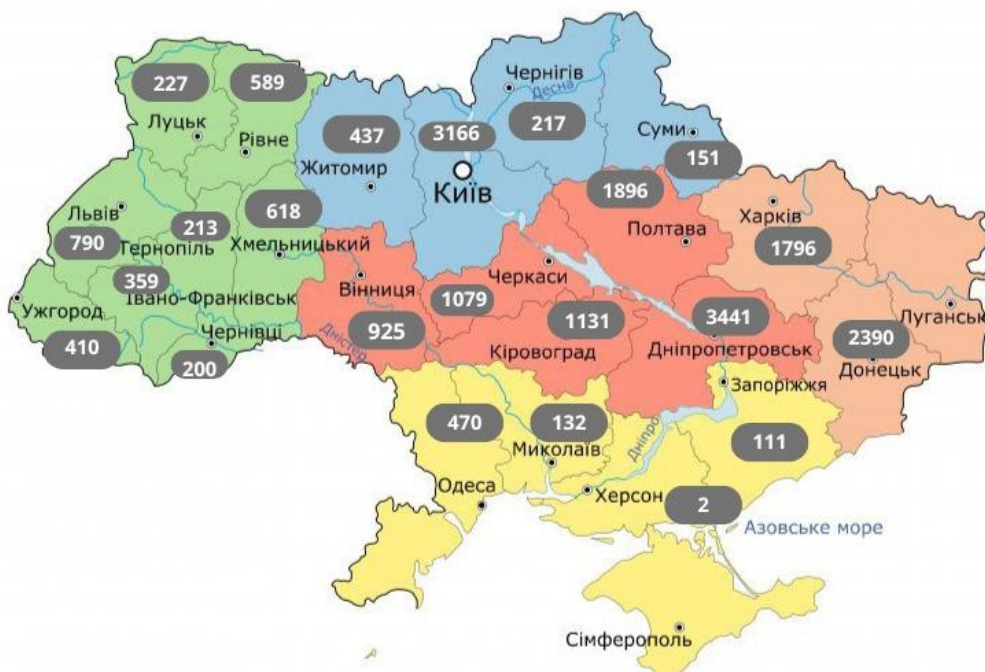 227
589
Луцьк
Рівне
437
Житомир
3166
Київ
Чернігів
Десна
217
Суми
151
Львів
790
213
Тернопіль
618
Хмельницький
359
Івано-Франківськ
Ужгород
410
Чернівці
200
Вінниця
925
Дністер
1079
Черкаси
1131
Кіровоград
1896
Полтава
3441
Дніпропетровськ
Харків
1796
Луганськ
2390
Донецьк
Запоріжжя
111
470
Одеса
132
Миколаїв
Дніпро
Херсон
2
Азовське море
Сімферополь